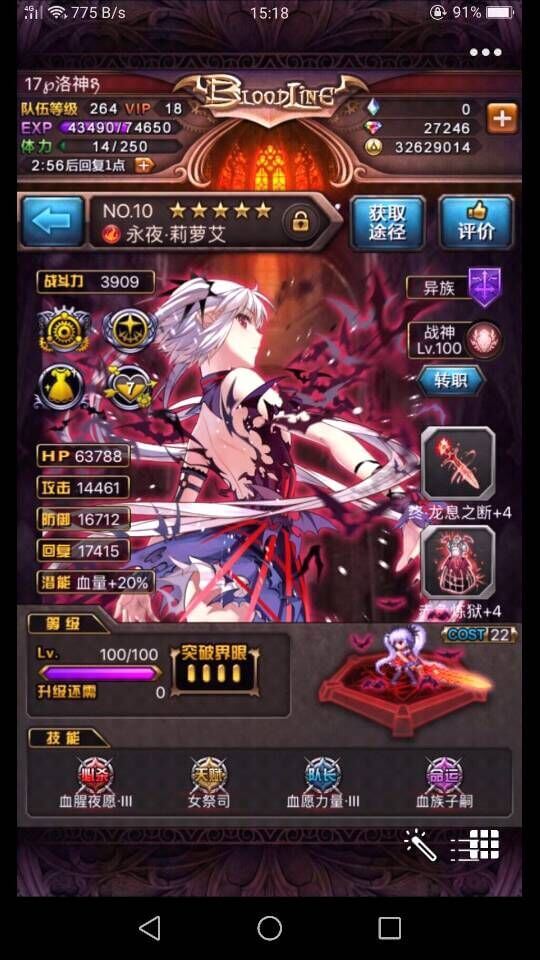 4G 775 B/s 15:18 91%
17℘洛神ჩ
BLOODLINE
队伍等级 264 VIP 18
0
EXP 43490/74650
27246
体力 14/250
32629014
2:56后回复1点
NO.10
永夜·莉萝艾
获取
途径
评价
战斗力 3909
异族
战神
Lv.100
转职
7
HP 63788
攻击 14461
防御 16712
回复 17415
潜能 血量+20%
终·龙息之断+4
炼狱+4
COST 22
等级
Lv. 100/100
升级还需 0
突破界限
技能
必杀
天赋
队长
命运
血腥夜愿·III
女祭司
血愿力量·III
血族子嗣